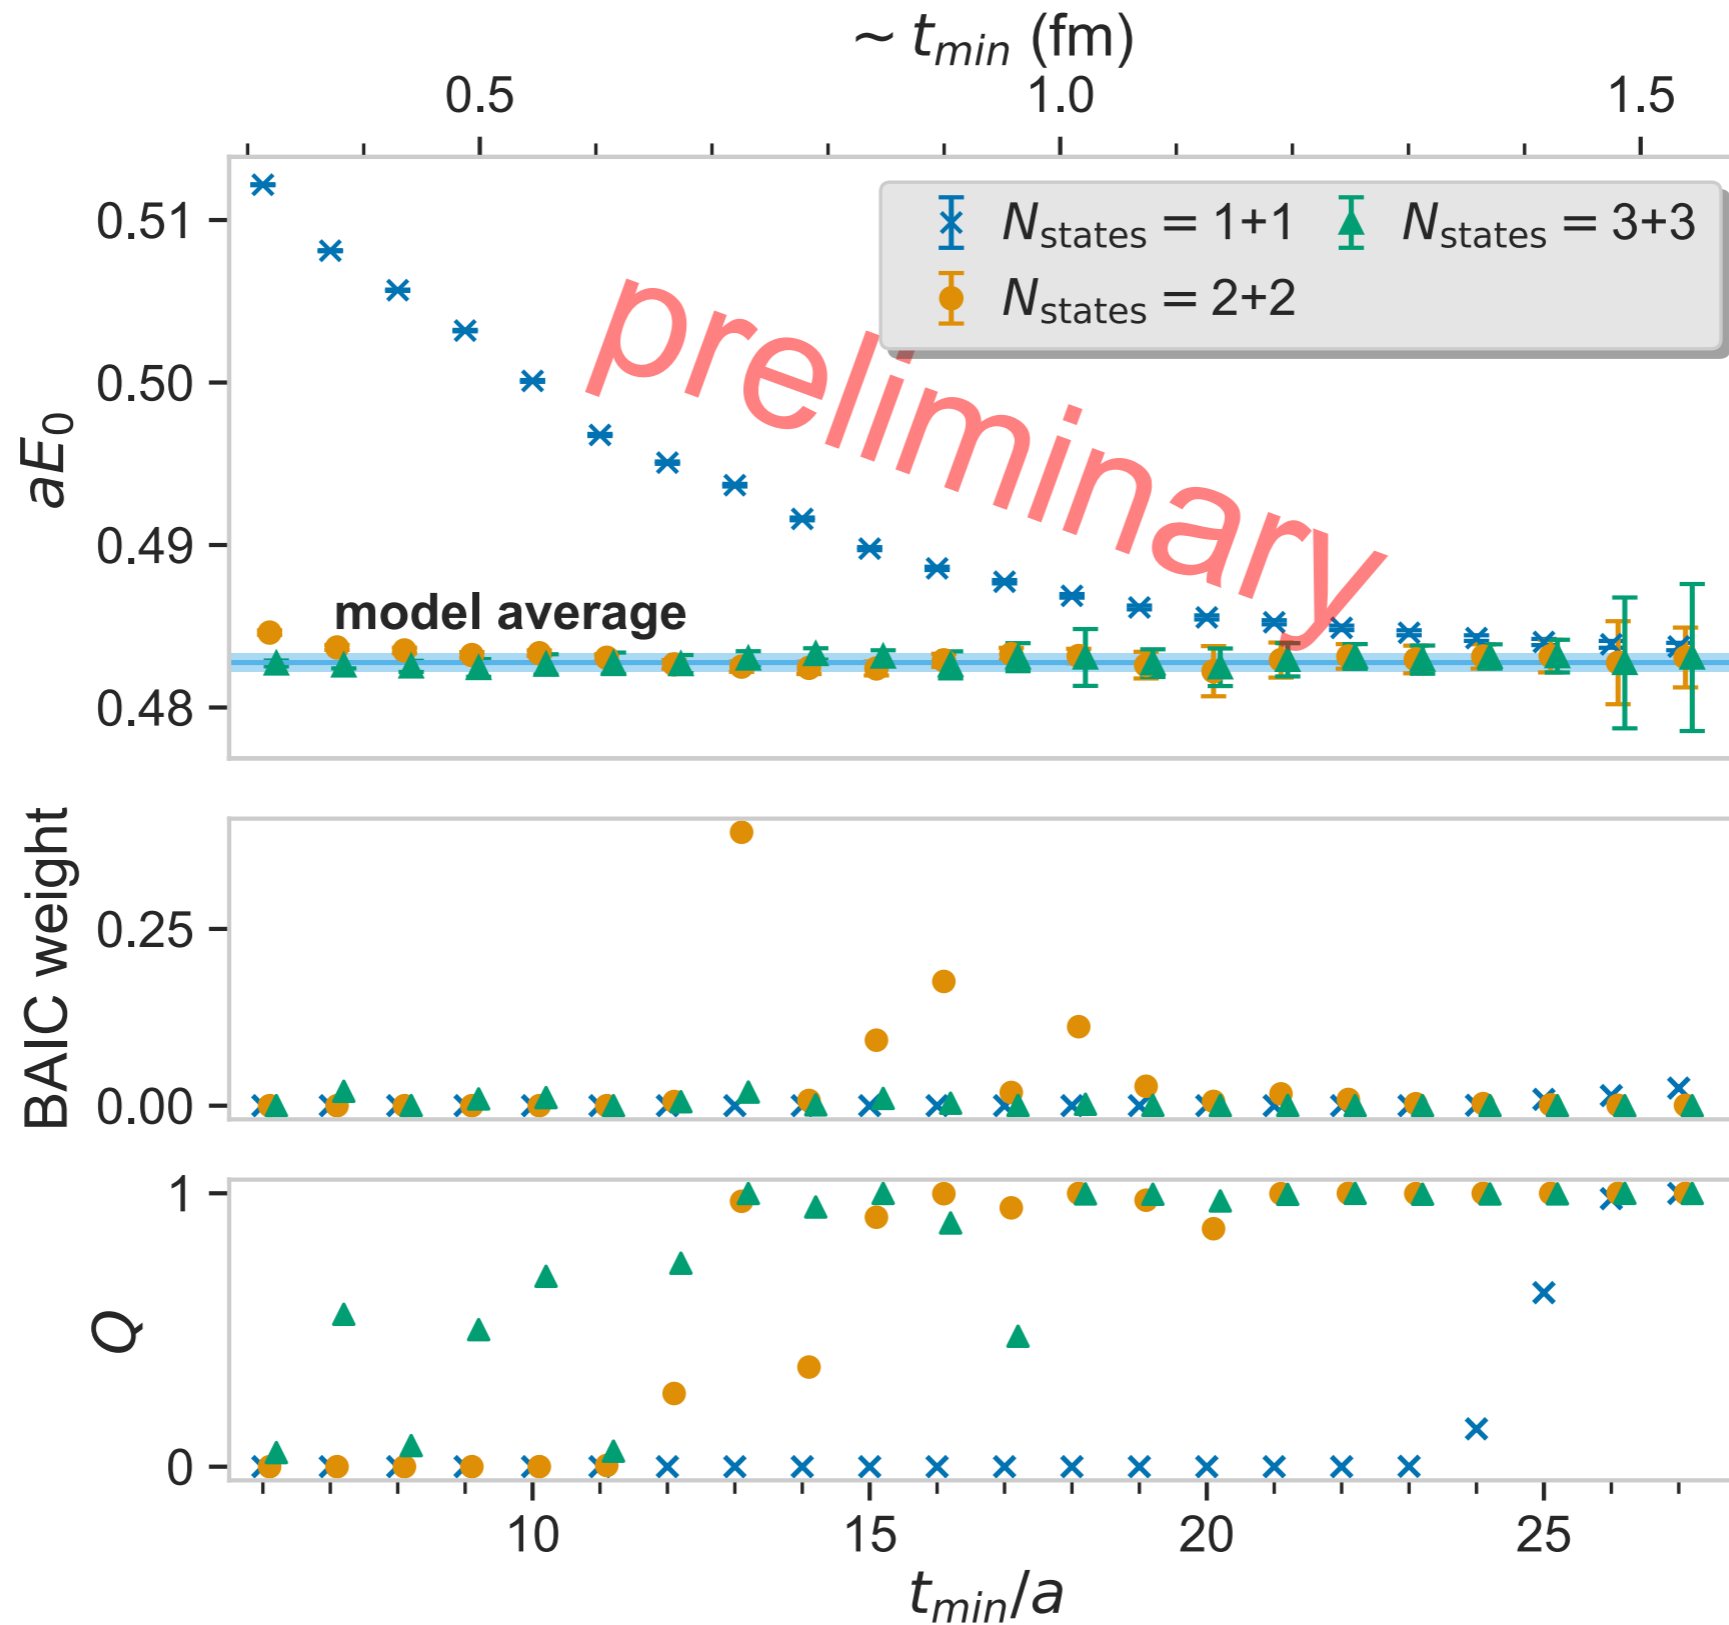 ~ t_min (fm)
0.5 1.0 1.5
N_states = 1+1 N_states = 3+3
N_states = 2+2
0.51
0.50
0.49
0.48
aE_0
preliminary
model average
BAIC weight
0.25
0.00
Q
1
0
10 15 20 25
t_min/a